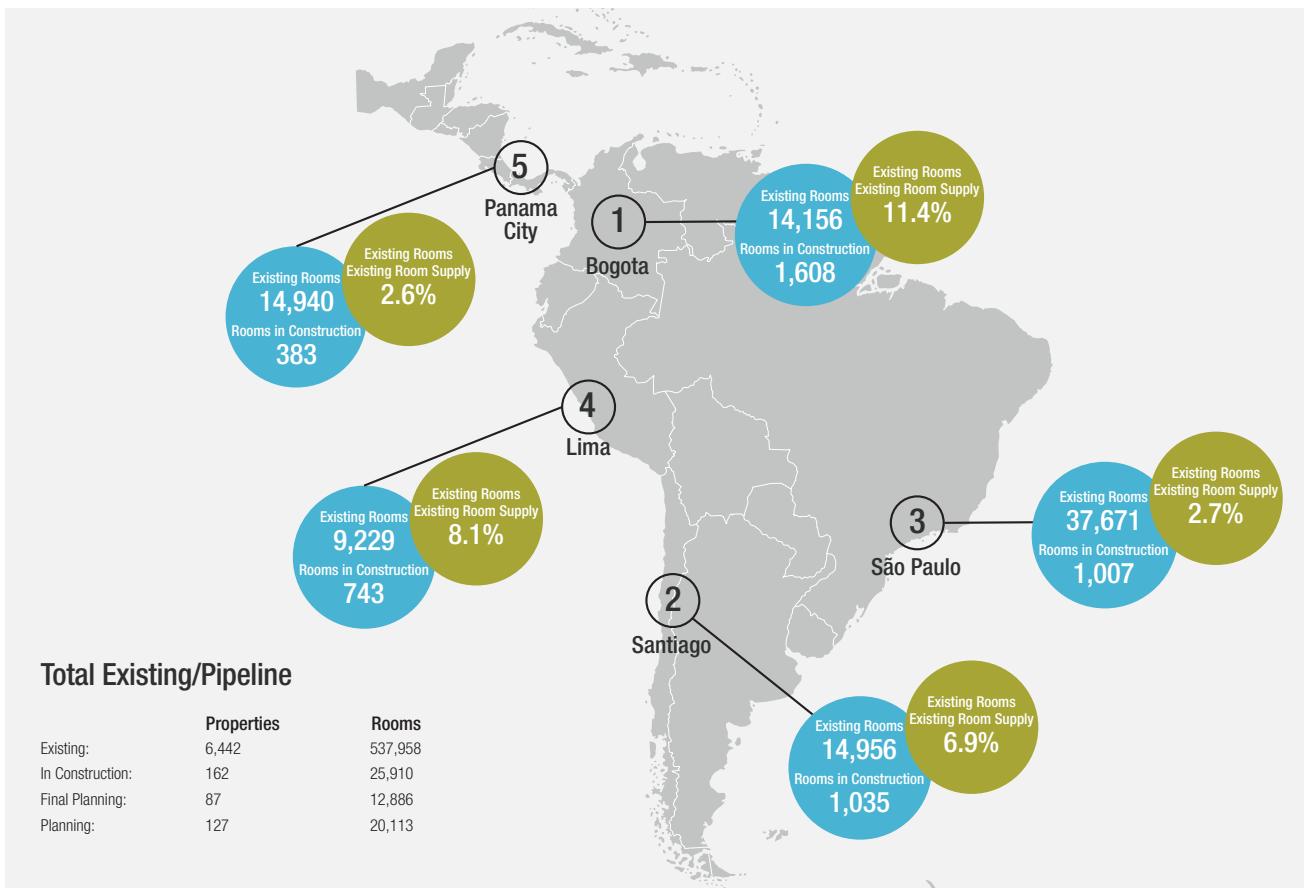 5
Panama
City
Existing Rooms
14,940
Rooms in Construction
383
Existing Rooms
Existing Room Supply
2.6%
1
Bogota
Existing Rooms
14,156
Rooms in Construction
1,608
Existing Rooms
Existing Room Supply
11.4%
4
Lima
Existing Rooms
9,229
Rooms in Construction
743
Existing Rooms
Existing Room Supply
8.1%
3
São Paulo
Existing Rooms
37,671
Rooms in Construction
1,007
Existing Rooms
Existing Room Supply
2.7%
2
Santiago
Existing Rooms
14,956
Rooms in Construction
1,035
Existing Rooms
Existing Room Supply
6.9%
Total Existing/Pipeline
Properties Rooms
Existing: 6,442 537,958
In Construction: 162 25,910
Final Planning: 87 12,886
Planning: 127 20,113